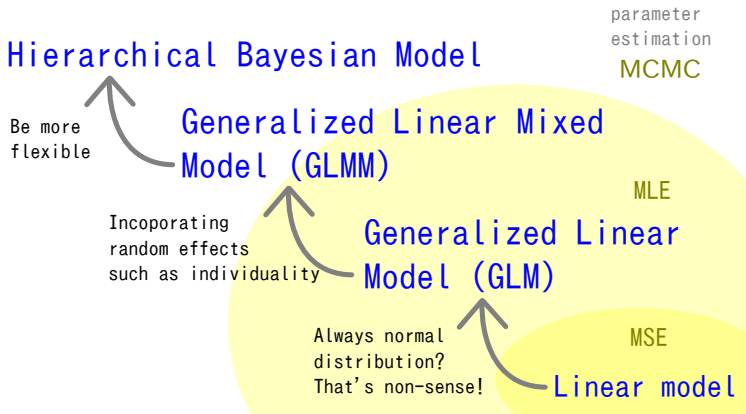 parameter
estimation
MCMC
Hierarchical Bayesian Model
Be more
flexible
Generalized Linear Mixed
Model (GLMM)
MLE
Incoporating
random effects
such as individuality
Generalized Linear
Model (GLM)
Always normal
distribution?
That's non-sense!
MSE
Linear model